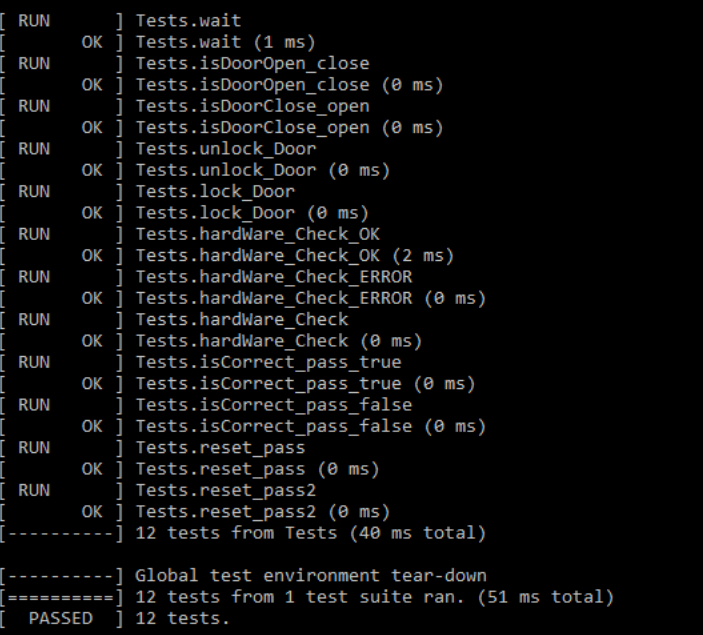 [ RUN      ] Tests.wait
[       OK ] Tests.wait (1 ms)
[ RUN      ] Tests.isDoorOpen_close
[       OK ] Tests.isDoorOpen_close (0 ms)
[ RUN      ] Tests.isDoorClose_open
[       OK ] Tests.isDoorClose_open (0 ms)
[ RUN      ] Tests.unlock_Door
[       OK ] Tests.unlock_Door (0 ms)
[ RUN      ] Tests.lock_Door
[       OK ] Tests.lock_Door (0 ms)
[ RUN      ] Tests.hardWare_Check_OK
[       OK ] Tests.hardWare_Check_OK (2 ms)
[ RUN      ] Tests.hardWare_Check_ERROR
[       OK ] Tests.hardWare_Check_ERROR (0 ms)
[ RUN      ] Tests.hardWare_Check
[       OK ] Tests.hardWare_Check (0 ms)
[ RUN      ] Tests.isCorrect_pass_true
[       OK ] Tests.isCorrect_pass_true (0 ms)
[ RUN      ] Tests.isCorrect_pass_false
[       OK ] Tests.isCorrect_pass_false (0 ms)
[ RUN      ] Tests.reset_pass
[       OK ] Tests.reset_pass (0 ms)
[ RUN      ] Tests.reset_pass2
[       OK ] Tests.reset_pass2 (0 ms)
[----------] 12 tests from Tests (40 ms total)

[----------] Global test environment tear-down
[==========] 12 tests from 1 test suite ran. (51 ms total)
[  PASSED  ] 12 tests.